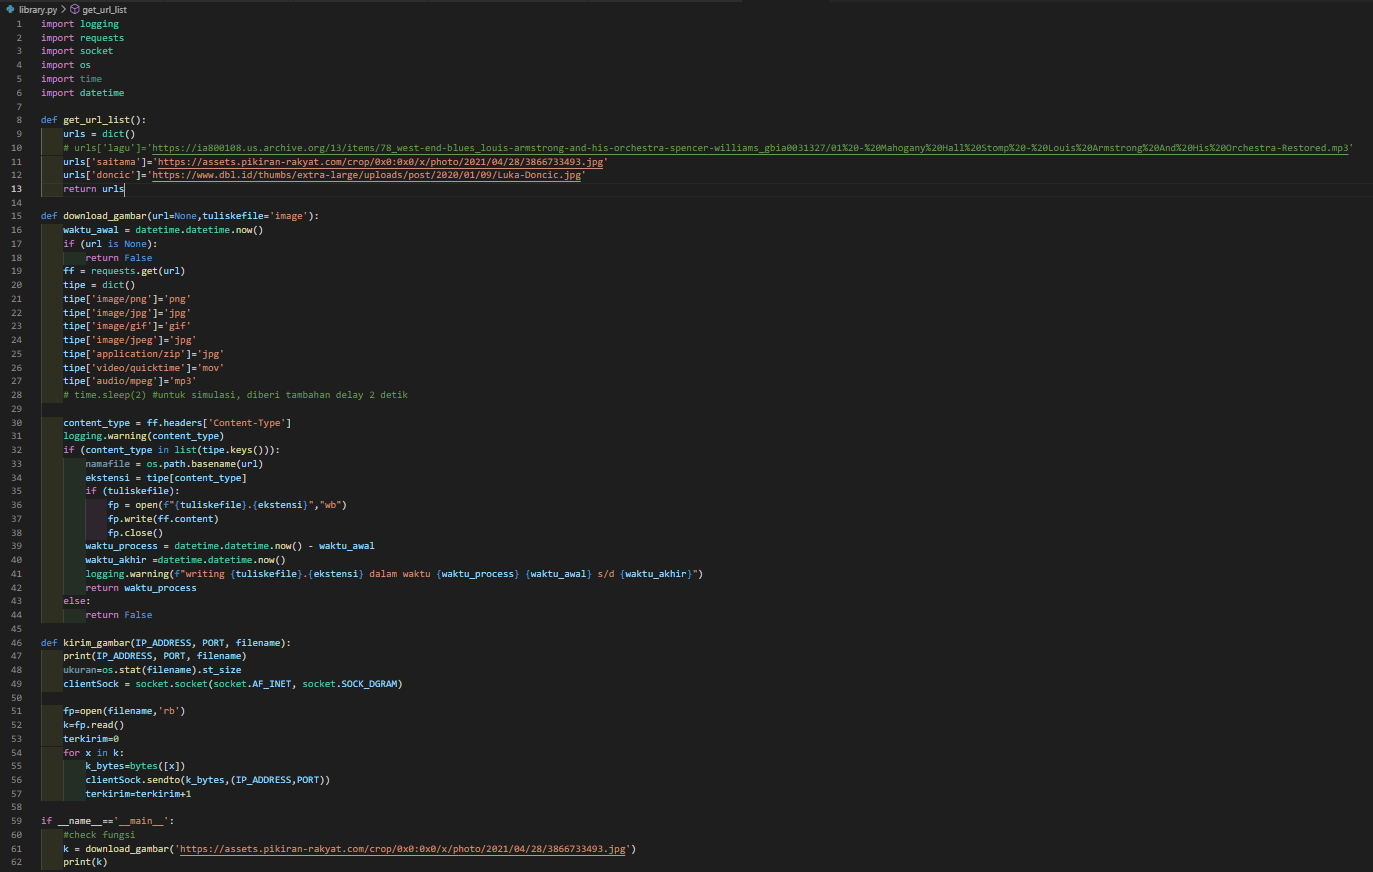 library.py > get_url_list
1 import logging
2 import requests
3 import socket
4 import os
5 import time
6 import datetime
7
8 def get_url_list():
9     urls = dict()
10     # urls['lagu']='https://ia800108.us.archive.org/13/items/78_west-end-blues_louis-armstrong-and-his-orchestra-spencer-williams_gbia0031327/01%20-%20Mahogany%20Hall%20Stomp%20-%20Louis%20Armstrong%20And%20His%20Orchestra-Restored.mp3'
11     urls['saitama']='https://assets.pikiran-rakyat.com/crop/0x0:0x0/x/photo/2021/04/28/3866733493.jpg'
12     urls['doncic']='https://www.dbl.id/thumbs/extra-large/uploads/post/2020/01/09/Luka-Doncic.jpg'
13     return urls
14
15 def download_gambar(url=None,tuliskefile='image'):
16     waktu_awal = datetime.datetime.now()
17     if (url is None):
18         return False
19     ff = requests.get(url)
20     tipe = dict()
21     tipe['image/png']='png'
22     tipe['image/jpg']='jpg'
23     tipe['image/gif']='gif'
24     tipe['image/jpeg']='jpg'
25     tipe['application/zip']='jpg'
26     tipe['video/quicktime']='mov'
27     tipe['audio/mpeg']='mp3'
28     # time.sleep(2) #untuk simulasi, diberi tambahan delay 2 detik
29
30     content_type = ff.headers['Content-Type']
31     logging.warning(content_type)
32     if (content_type in list(tipe.keys())):
33         namafile = os.path.basename(url)
34         ekstensi = tipe[content_type]
35         if (tuliskefile):
36             fp = open(f"{tuliskefile}.{ekstensi}","wb")
37             fp.write(ff.content)
38             fp.close()
39         waktu_process = datetime.datetime.now() - waktu_awal
40         waktu_akhir =datetime.datetime.now()
41         logging.warning(f"writing {tuliskefile}.{ekstensi} dalam waktu {waktu_process} {waktu_awal} s/d {waktu_akhir}")
42         return waktu_process
43     else:
44         return False
45
46 def kirim_gambar(IP_ADDRESS, PORT, filename):
47     print(IP_ADDRESS, PORT, filename)
48     ukuran=os.stat(filename).st_size
49     clientSock = socket.socket(socket.AF_INET, socket.SOCK_DGRAM)
50
51     fp=open(filename,'rb')
52     k=fp.read()
53     terkirim=0
54     for x in k:
55         k_bytes=bytes([x])
56         clientSock.sendto(k_bytes,(IP_ADDRESS,PORT))
57         terkirim=terkirim+1
58
59 if __name__=='__main__':
60     #check fungsi
61     k = download_gambar('https://assets.pikiran-rakyat.com/crop/0x0:0x0/x/photo/2021/04/28/3866733493.jpg')
62     print(k)